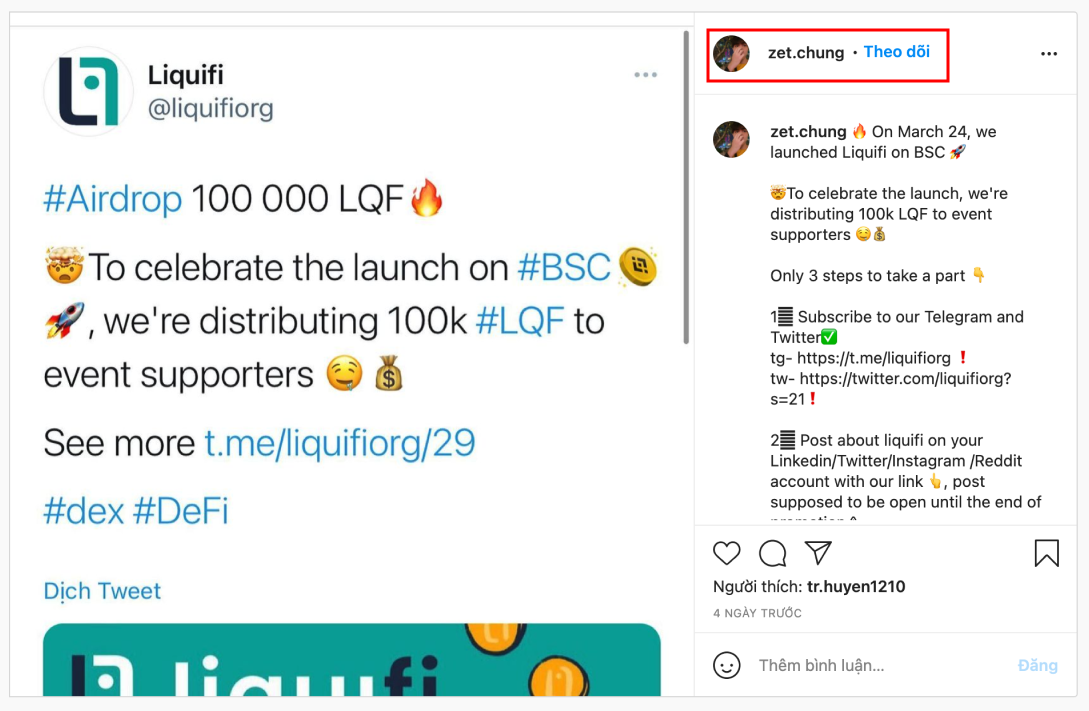 Liquifi
@liquifiorg
#Airdrop 100 000 LQF🔥
🤯To celebrate the launch on #BSC
🚀, we're distributing 100k #LQF to
event supporters 🤤💰
See more t.me/liquifiorg/29
#dex #DeFi
Dịch Tweet
liquifi
zet.chung · Theo dõi
zet.chung 🔥 On March 24, we
launched Liquifi on BSC 🚀
🤯To celebrate the launch, we're
distributing 100k LQF to event
supporters 🤤💰
Only 3 steps to take a part 👇
1 Subscribe to our Telegram and
Twitter✅
tg- https://t.me/liquifiorg ❗
tw- https://twitter.com/liquifiorg?
s=21❗
2 Post about liquifi on your
Linkedin/Twitter/Instagram /Reddit
account with our link 👆, post
supposed to be open until the end of
Người thích: tr.huyen1210
4 NGÀY TRƯỚC
Thêm bình luận...
Đăng